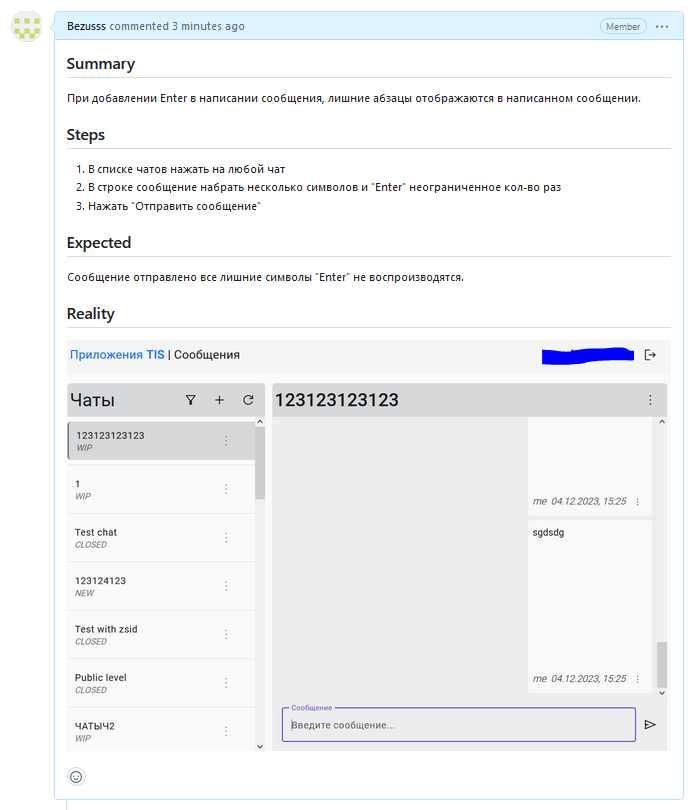 Bezusss commented 3 minutes ago
Member
Summary
При добавлении Enter в написании сообщения, лишние абзацы отображаются в написанном сообщении.
Steps
1. В списке чатов нажать на любой чат
2. В строке сообщение набрать несколько символов и "Enter" неограниченное кол-во раз
3. Нажать "Отправить сообщение"
Expected
Сообщение отправлено все лишние символы "Enter" не воспроизводятся.
Reality
Приложения TIS | Сообщения
Чаты
123123123123
WIP
1
WIP
Test chat
CLOSED
123124123
NEW
Test with zsid
CLOSED
Public level
CLOSED
ЧАТЫЧ2
WIP
123123123123
me 04.12.2023, 15:25
sgdsdg
me 04.12.2023, 15:25
Сообщение
Введите сообщение...